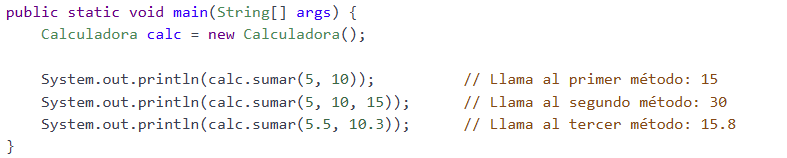 public static void main(String[] args) {
    Calculadora calc = new Calculadora();
    System.out.println(calc.sumar(5, 10));          // Llama al primer método: 15
    System.out.println(calc.sumar(5, 10, 15));      // Llama al segundo método: 30
    System.out.println(calc.sumar(5.5, 10.3));      // Llama al tercer método: 15.8
}